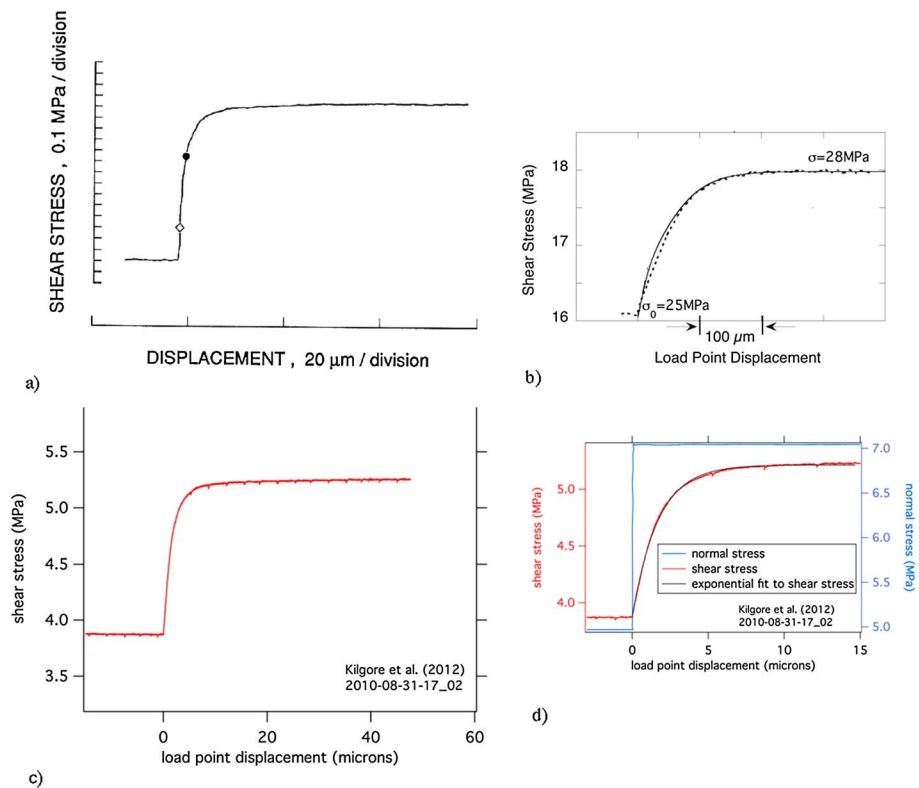 SHEAR STRESS , 0.1 MPa / division
DISPLACEMENT , 20 μm / division
a)
Shear Stress (MPa)
18
17
16
σ=28MPa
σ0=25MPa
100 μm
Load Point Displacement
b)
shear stress (MPa)
5.5
5.0
4.5
4.0
3.5
Kilgore et al. (2012)
2010-08-31-17_02
0 20 40 60
load point displacement (microns)
c)
shear stress (MPa)
5.0
4.5
4.0
7.0
6.5
6.0
5.5
5.0
normal stress (MPa)
normal stress
shear stress
exponential fit to shear stress
Kilgore et al. (2012)
2010-08-31-17_02
0 5 10 15
load point displacement (microns)
d)